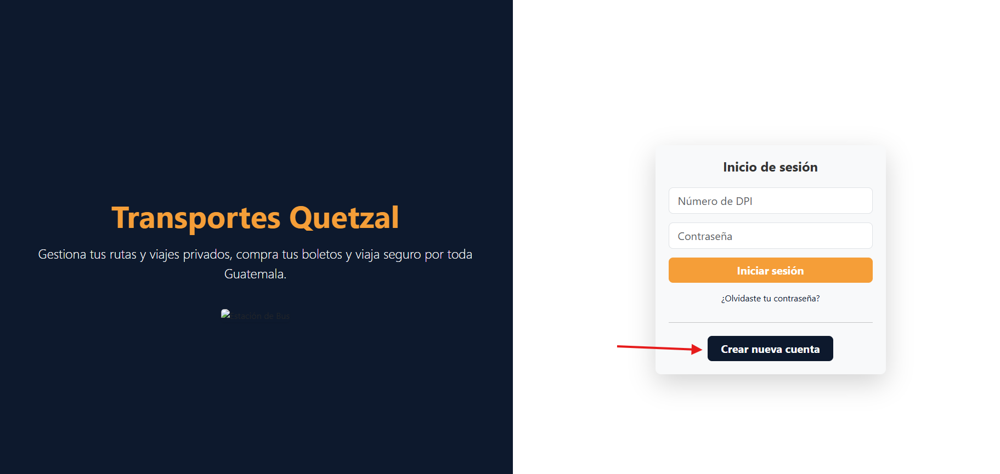 Transportes Quetzal
Gestiona tus rutas y viajes privados, compra tus boletos y viaja seguro por toda
Guatemala.
Estación de Bus
Inicio de sesión
Número de DPI
Contraseña
Iniciar sesión
¿Olvidaste tu contraseña?
Crear nueva cuenta